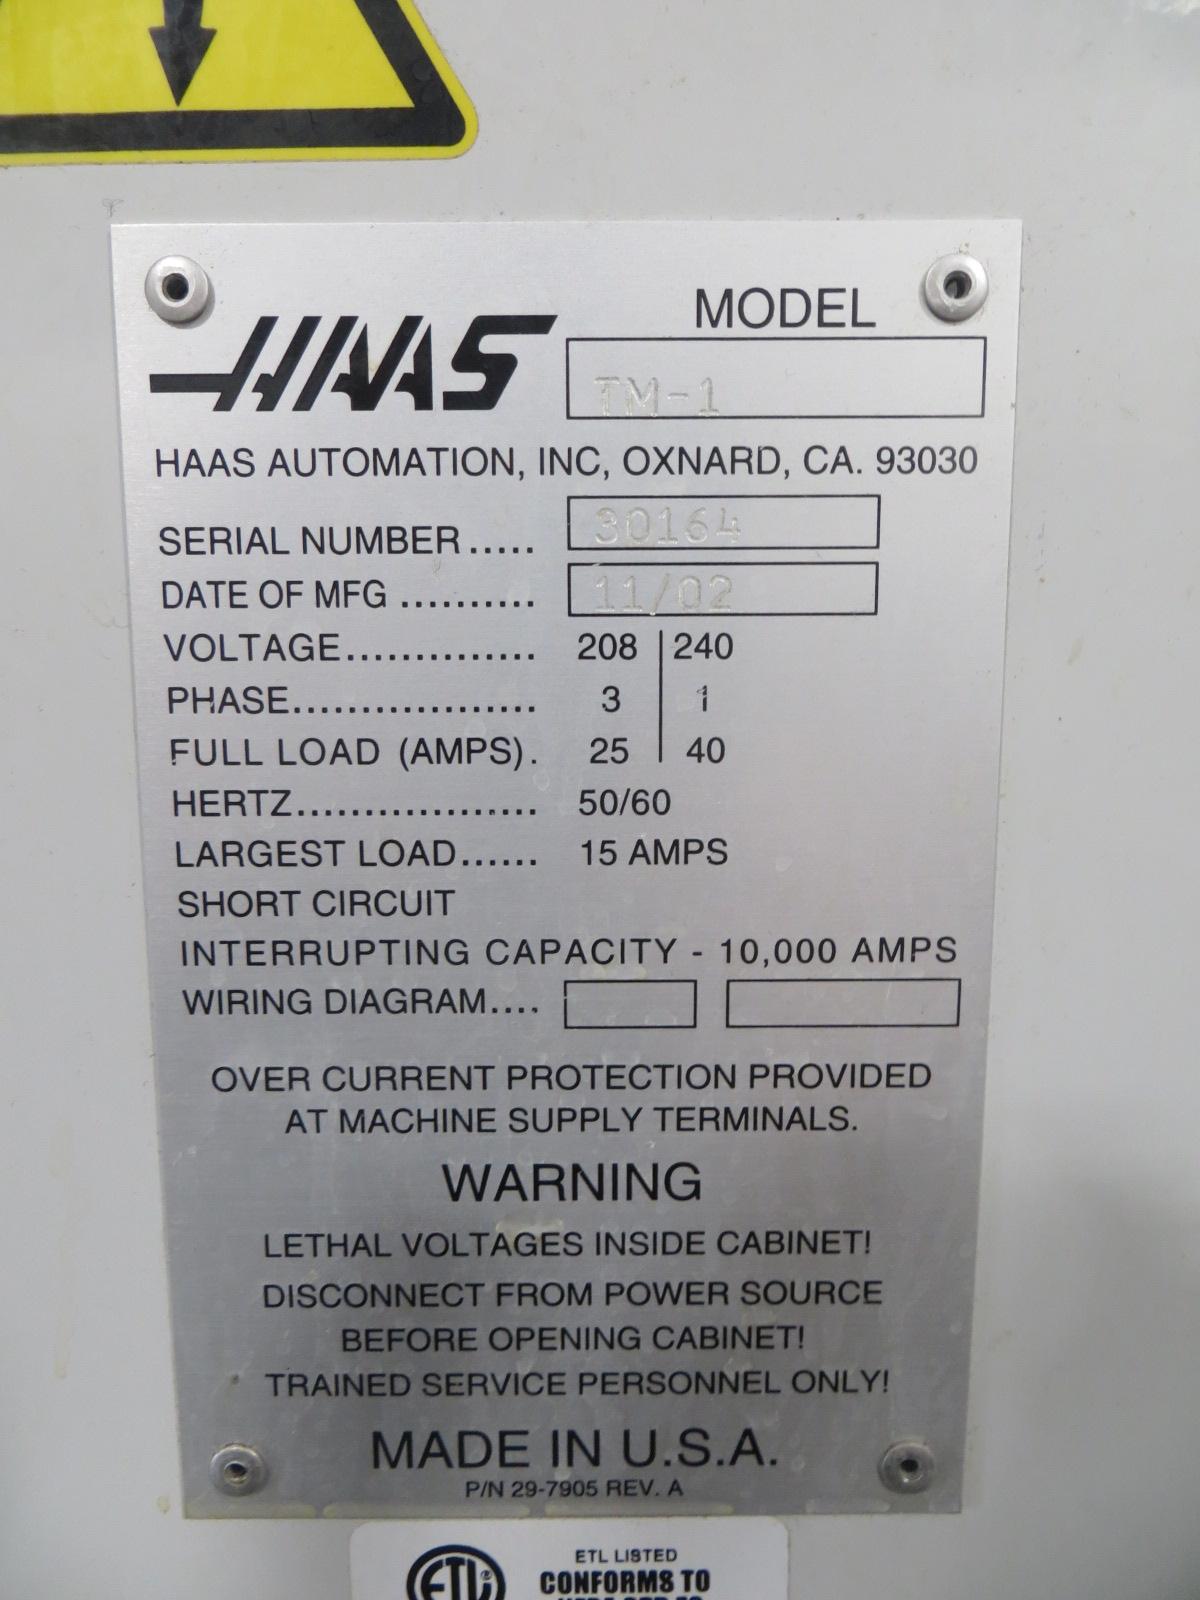 MODEL
HAAS
TM-1
HAAS AUTOMATION, INC, OXNARD, CA. 93030
SERIAL NUMBER ..... 30164
DATE OF MFG .......... 11/02
VOLTAGE.............. 208 240
PHASE.................. 3 1
FULL LOAD (AMPS). 25 40
HERTZ.................. 50/60
LARGEST LOAD...... 15 AMPS
SHORT CIRCUIT
INTERRUPTING CAPACITY - 10,000 AMPS
WIRING DIAGRAM....
OVER CURRENT PROTECTION PROVIDED
AT MACHINE SUPPLY TERMINALS.
WARNING
LETHAL VOLTAGES INSIDE CABINET!
DISCONNECT FROM POWER SOURCE
BEFORE OPENING CABINET!
TRAINED SERVICE PERSONNEL ONLY!
MADE IN U.S.A.
P/N 29-7905 REV. A
ETL LISTED
ETL® CONFORMS TO